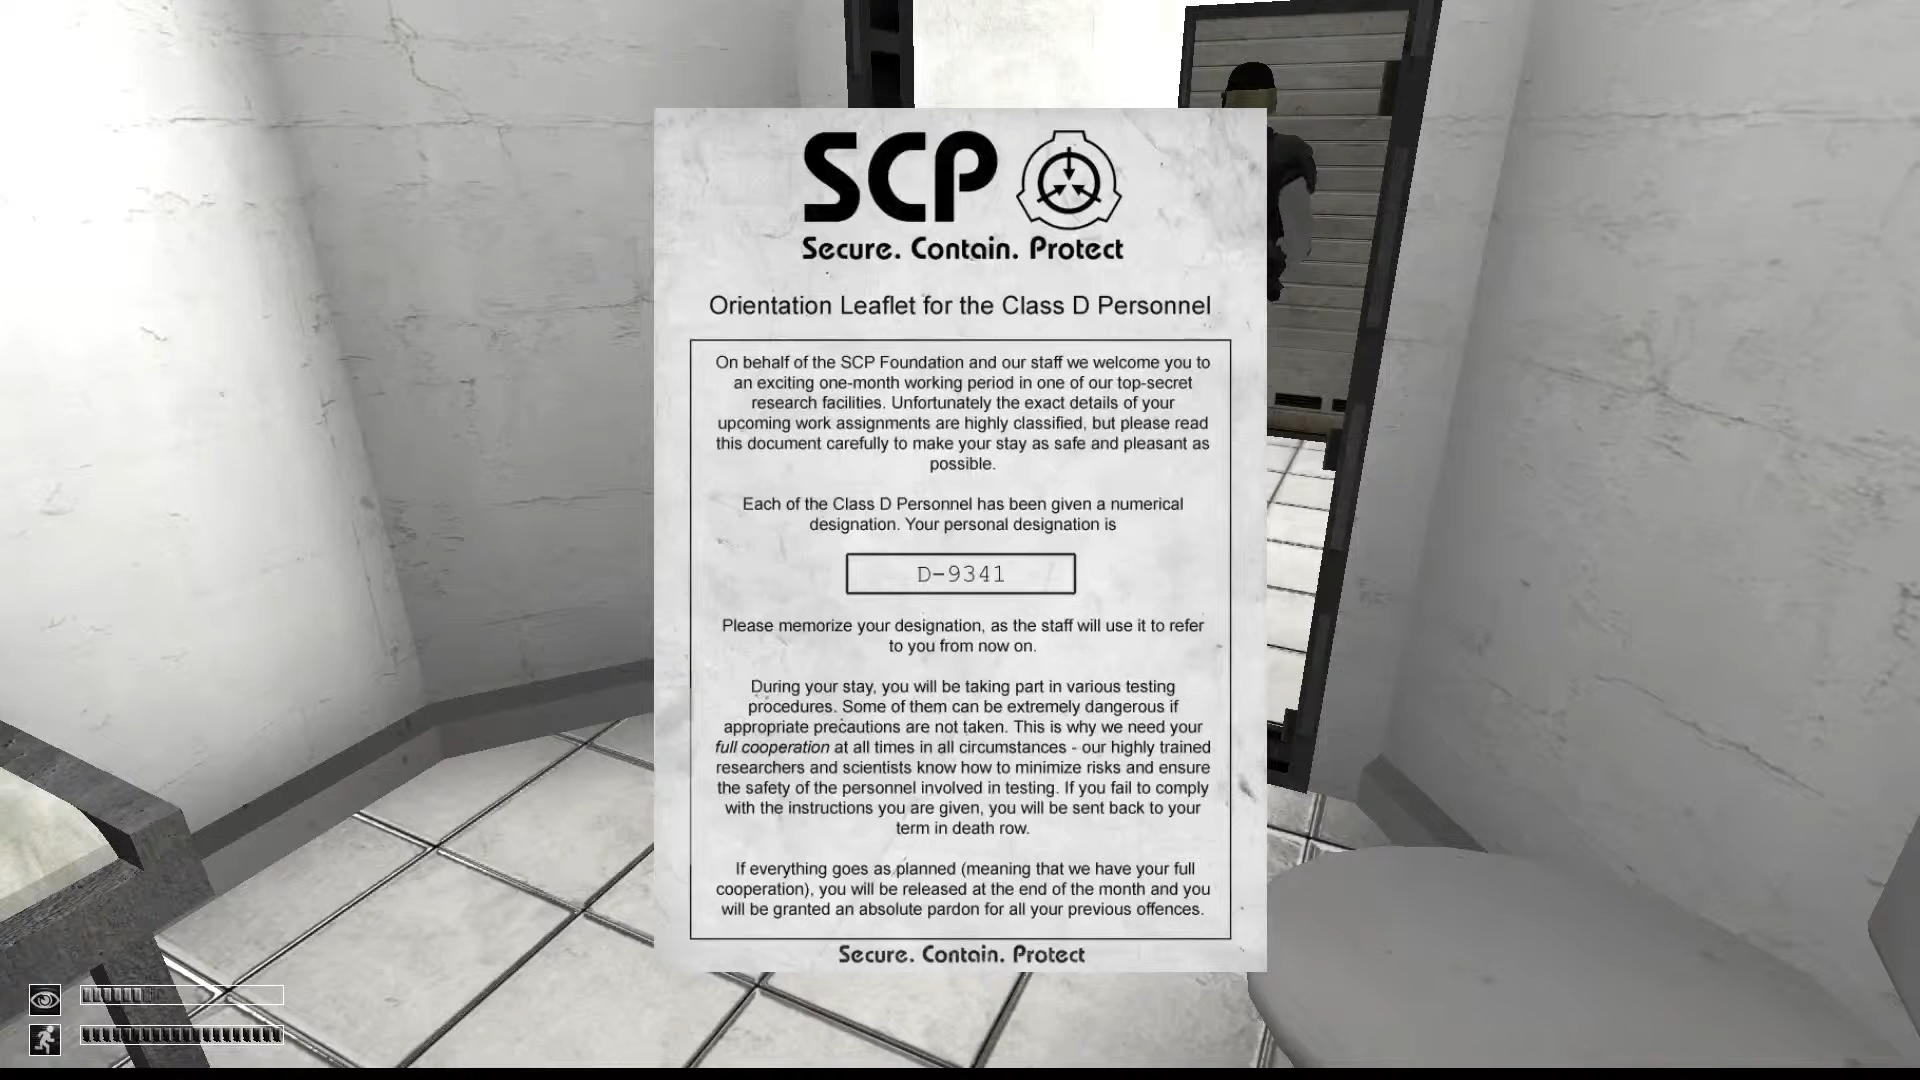 SCP
Secure. Contain. Protect
Orientation Leaflet for the Class D Personnel
On behalf of the SCP Foundation and our staff we welcome you to
an exciting one-month working period in one of our top-secret
research facilities. Unfortunately the exact details of your
upcoming work assignments are highly classified, but please read
this document carefully to make your stay as safe and pleasant as
possible.
Each of the Class D Personnel has been given a numerical
designation. Your personal designation is
D-9341
Please memorize your designation, as the staff will use it to refer
to you from now on.
During your stay, you will be taking part in various testing
procedures. Some of them can be extremely dangerous if
appropriate precautions are not taken. This is why we need your
full cooperation at all times in all circumstances - our highly trained
researchers and scientists know how to minimize risks and ensure
the safety of the personnel involved in testing. If you fail to comply
with the instructions you are given, you will be sent back to your
term in death row.
If everything goes as planned (meaning that we have your full
cooperation), you will be released at the end of the month and you
will be granted an absolute pardon for all your previous offences.
Secure. Contain. Protect